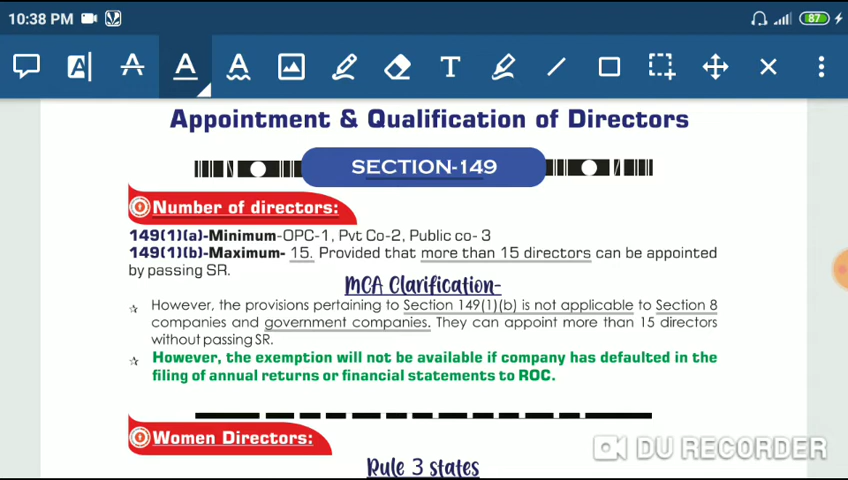 10:38 PM 87
A A A T
Appointment & Qualification of Directors
SECTION-149
Number of directors:
149(1)(a)-Minimum-OPC-1, Pvt Co-2, Public co- 3
149(1)(b)-Maximum- 15. Provided that more than 15 directors can be appointed
by passing SR.
MCA Clarification-
However, the provisions pertaining to Section 149(1)(b) is not applicable to Section 8
companies and government companies. They can appoint more than 15 directors
without passing SR.
However, the exemption will not be available if company has defaulted in the
filing of annual returns or financial statements to ROC.
Women Directors:
DU RECORDER
Rule 3 states